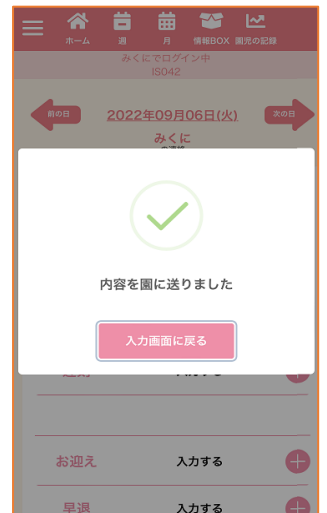 ホーム 週 月 情報BOX 園児の記録
みくにでログイン中
IS042
前の日 2022年09月06日(火) 次の日
みくに
内容を園に送りました
入力画面に戻る
お迎え 入力する
早退 入力する